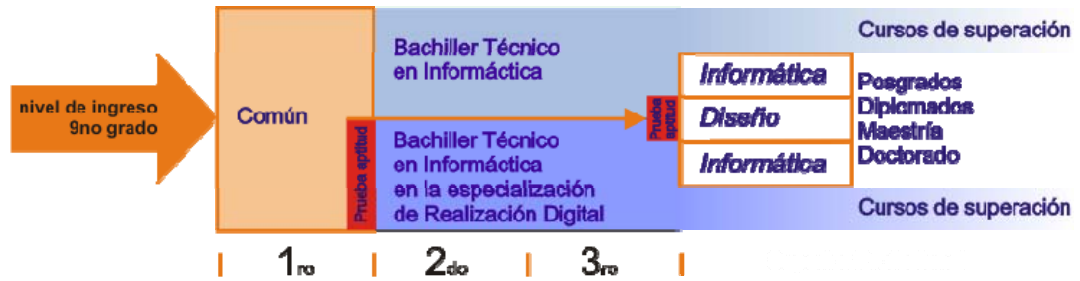 nivel de ingreso
9no grado
Común
Prueba aptitud
Bachiller Técnico
en Informáctica
Bachiller Técnico
en Informáctica
en la especialización
de Realización Digital
Prueba aptitud
Informática
Diseño
Informática
Cursos de superación
Posgrados
Diplomados
Maestría
Doctorado
Cursos de superación
1ro
2do
3ro